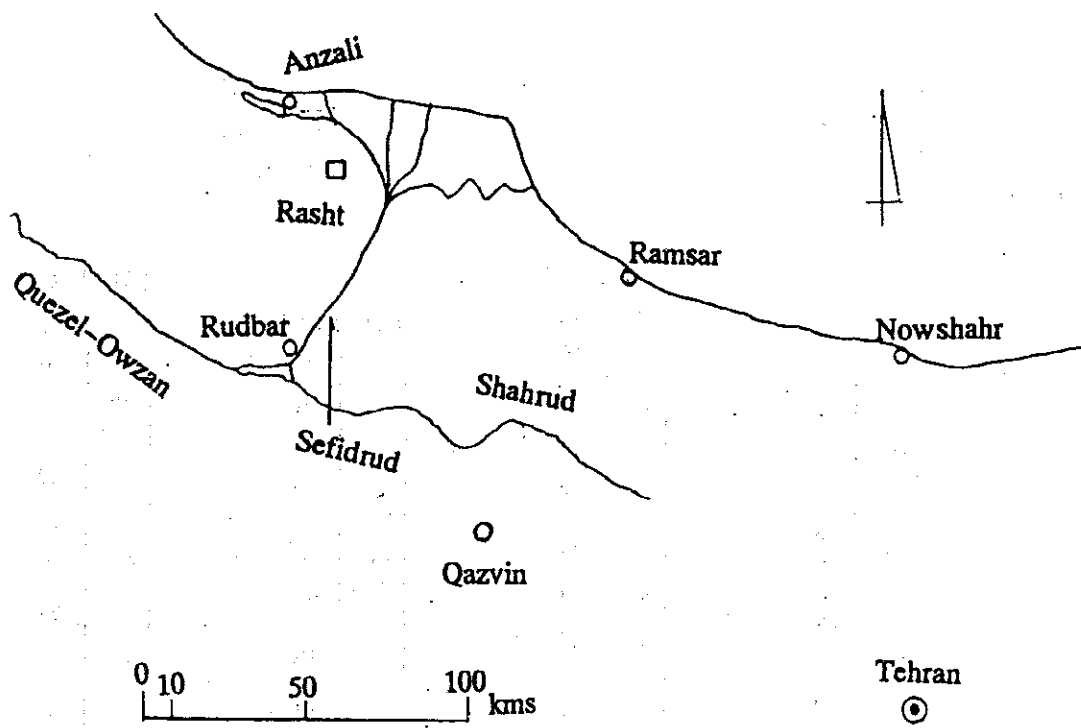 Anzali
Rasht
Ramsar
Quezel-Owzan
Rudbar
Nowshahr
Shahrud
Sefidrud
Qazvin
0 10 50 100 kms
Tehran